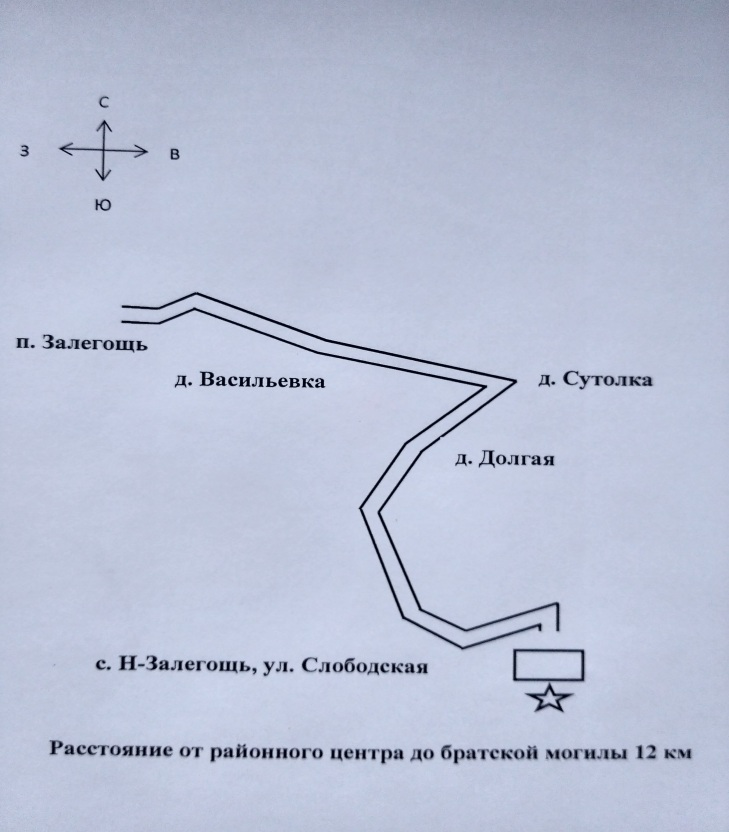 С
З
В
Ю
п. Залегощь
д. Васильевка
д. Сутолка
д. Долгая
с. Н-Залегощь, ул. Слободская
Расстояние от районного центра до братской могилы 12 км